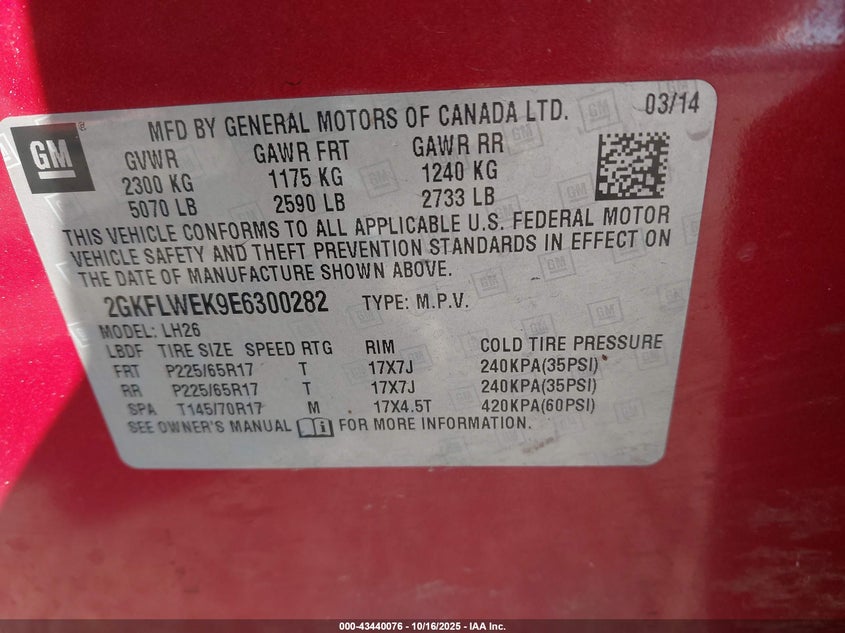 GM
MFD BY GENERAL MOTORS OF CANADA LTD. 03/14
GVWR GAWR FRT GAWR RR
2300 KG 1175 KG 1240 KG
5070 LB 2590 LB 2733 LB
THIS VEHICLE CONFORMS TO ALL APPLICABLE U.S. FEDERAL MOTOR
VEHICLE SAFETY AND THEFT PREVENTION STANDARDS IN EFFECT ON
THE DATE OF MANUFACTURE SHOWN ABOVE.
2GKFLWEK9E6300282 TYPE: M.P.V.
MODEL: LH26
LBDF TIRE SIZE SPEED RTG RIM COLD TIRE PRESSURE
FRT P225/65R17 T 17X7J 240KPA(35PSI)
RR P225/65R17 T 17X7J 240KPA(35PSI)
SPA T145/70R17 M 17X4.5T 420KPA(60PSI)
SEE OWNER'S MANUAL i FOR MORE INFORMATION.
000-43440076 - 10/16/2025 - IAA Inc.